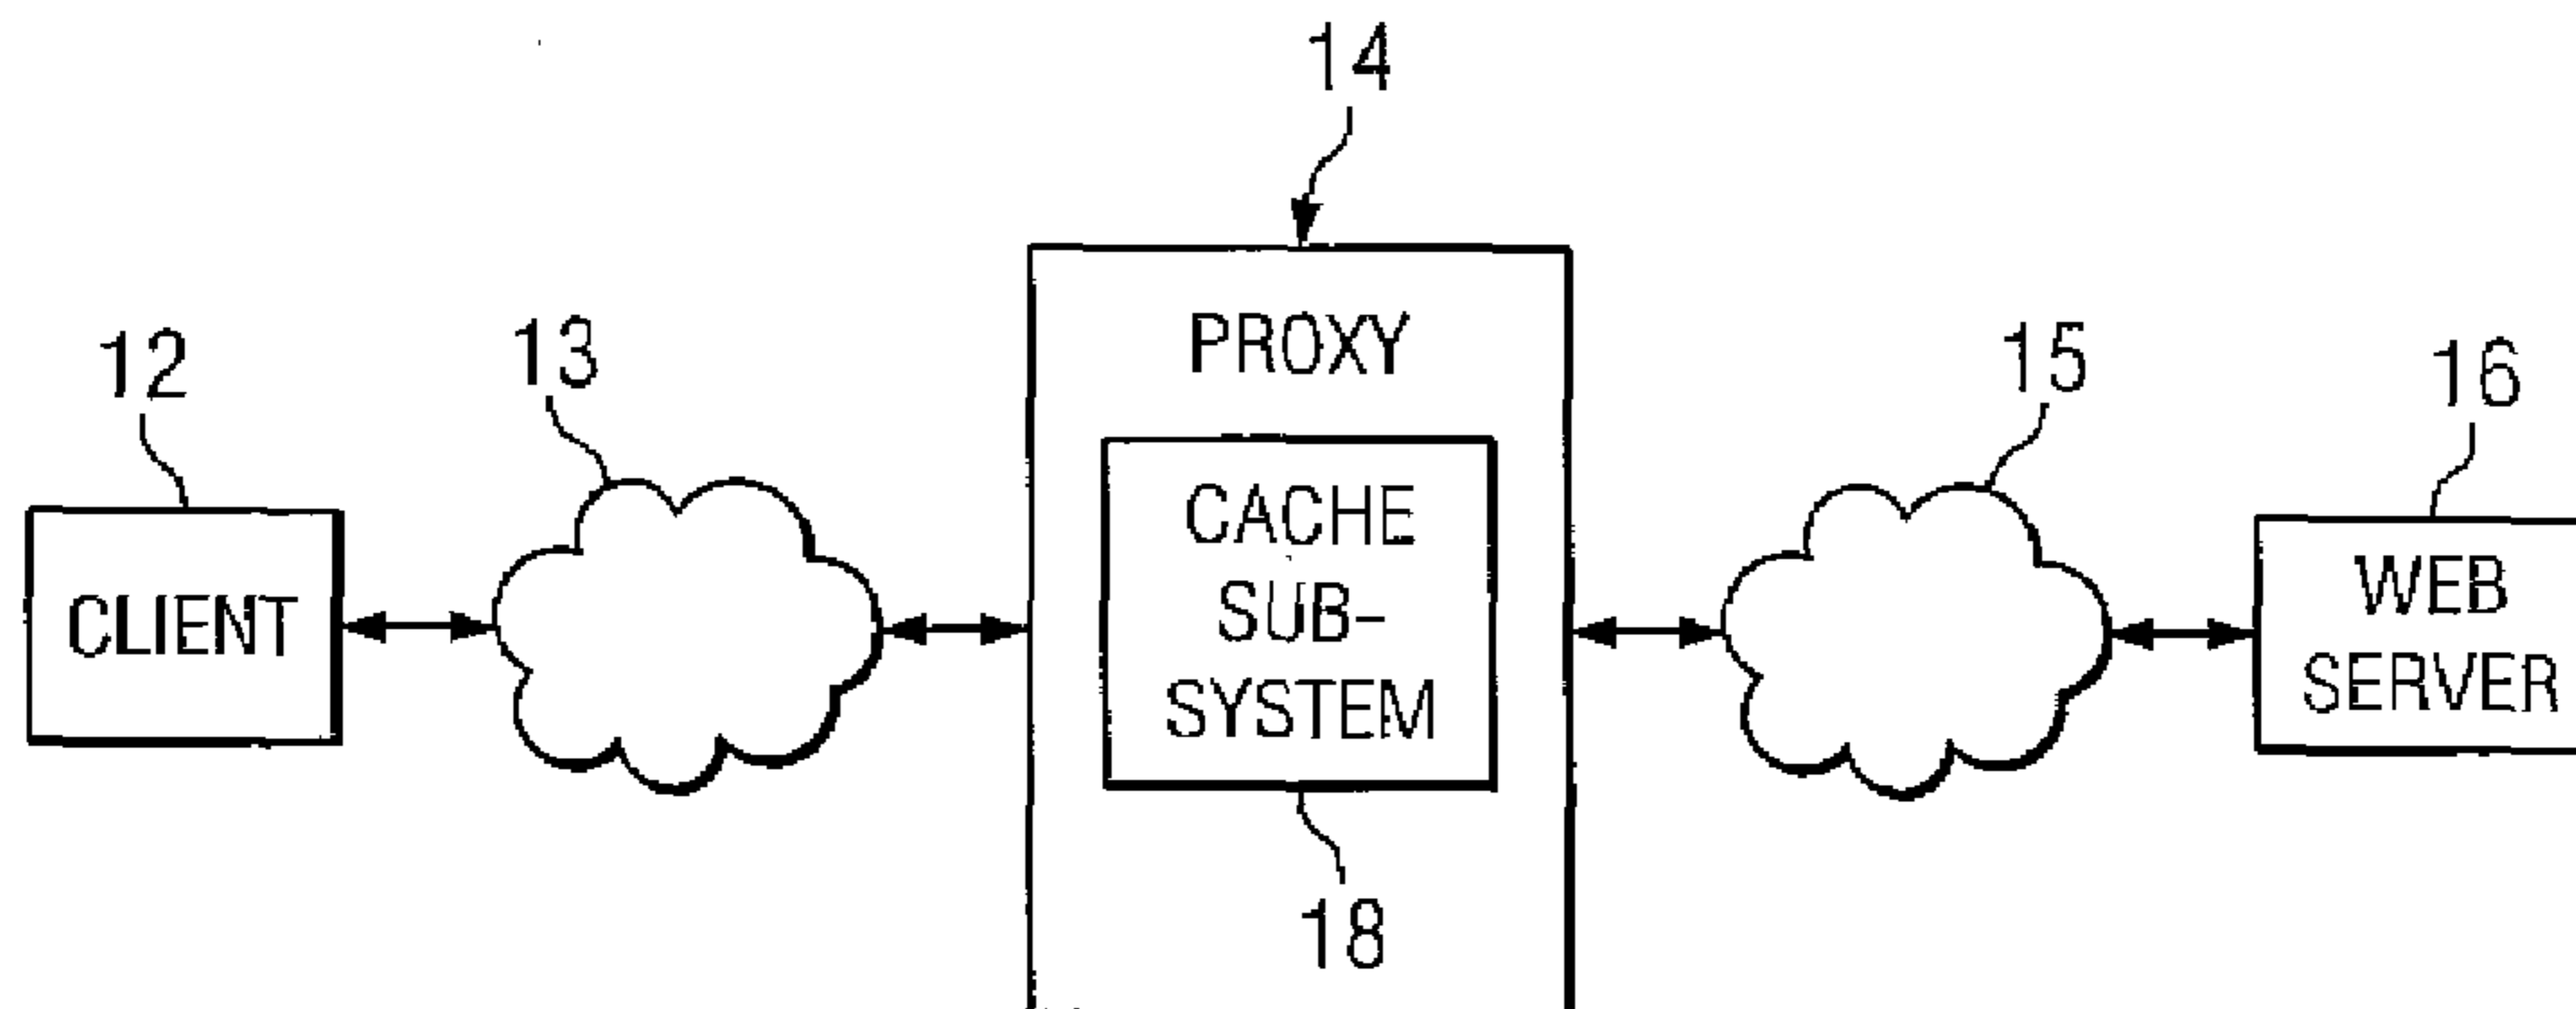 14
12
13
PROXY
15
16
CLIENT
CACHE
SUB-
SYSTEM
WEB
SERVER
18